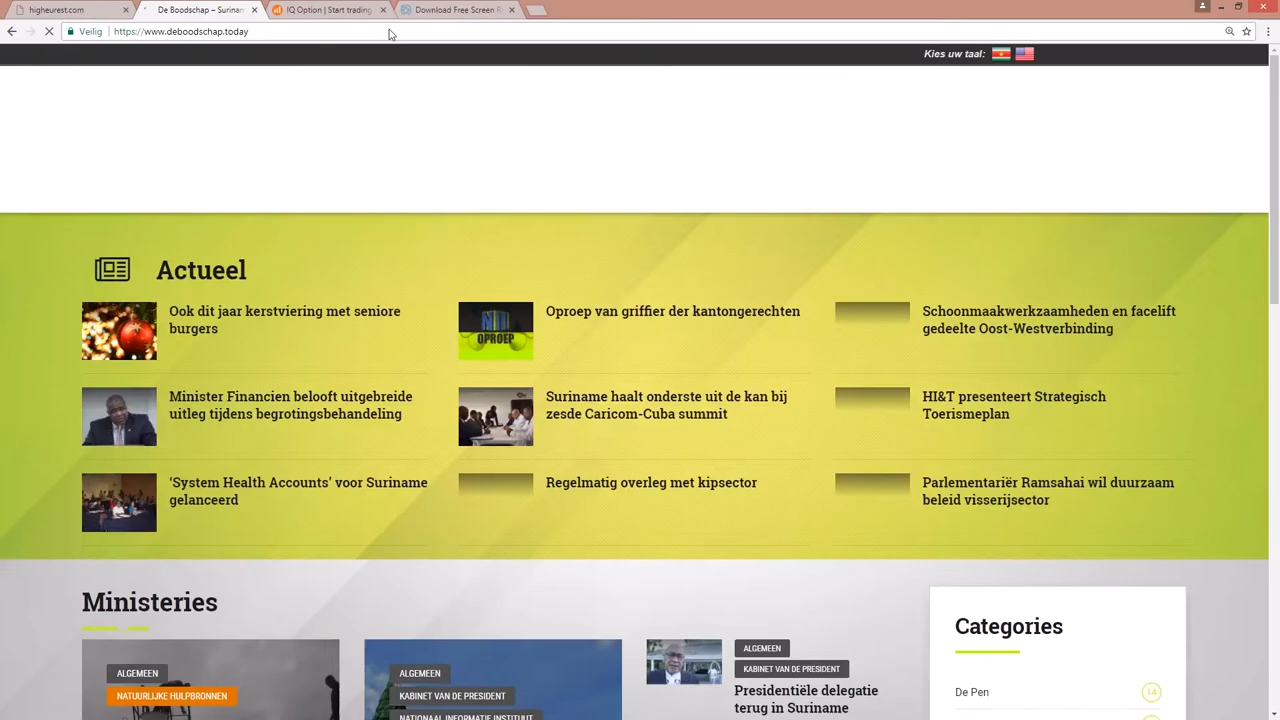 higheurest.com
De Boodschap – Surinam
IQ Option | Start trading
Download Free Screen R
Veilig
https://www.deboodschap.today
Kies uw taal:
Actueel
Ook dit jaar kerstviering met seniore
burgers
Oproep van griffier der kantongerechten
Schoonmaakwerkzaamheden en facelift
gedeelte Oost-Westverbinding
OPROEP
Minister Financien belooft uitgebreide
uitleg tijdens begrotingsbehandeling
Suriname haalt onderste uit de kan bij
zesde Caricom-Cuba summit
HI&T presenteert Strategisch
Toerismeplan
‘System Health Accounts’ voor Suriname
gelanceerd
Regelmatig overleg met kipsector
Parlementariër Ramsahai wil duurzaam
beleid visserijsector
Ministeries
ALGEMEEN
NATUURLIJKE HULPBRONNEN
ALGEMEEN
KABINET VAN DE PRESIDENT
NATIONAAL INFORMATIE INSTITUUT
ALGEMEEN
KABINET VAN DE PRESIDENT
Presidentiële delegatie
terug in Suriname
Categories
De Pen
14